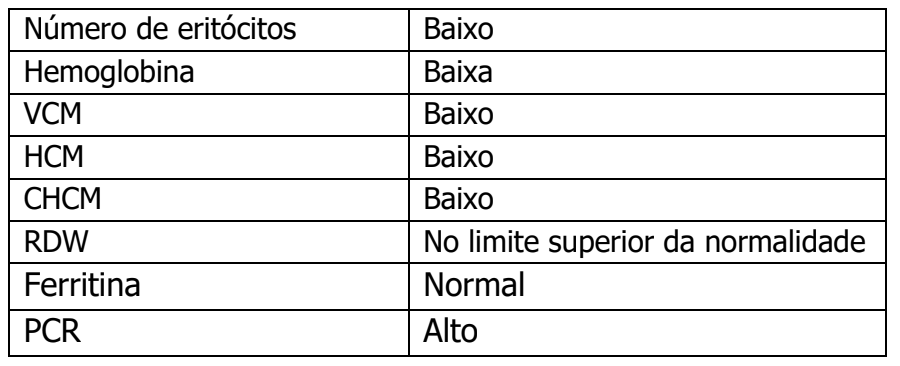 Número de eritócitos Baixo
Hemoglobina Baixa
VCM Baixo
HCM Baixo
CHCM Baixo
RDW No limite superior da normalidade
Ferritina Normal
PCR Alto